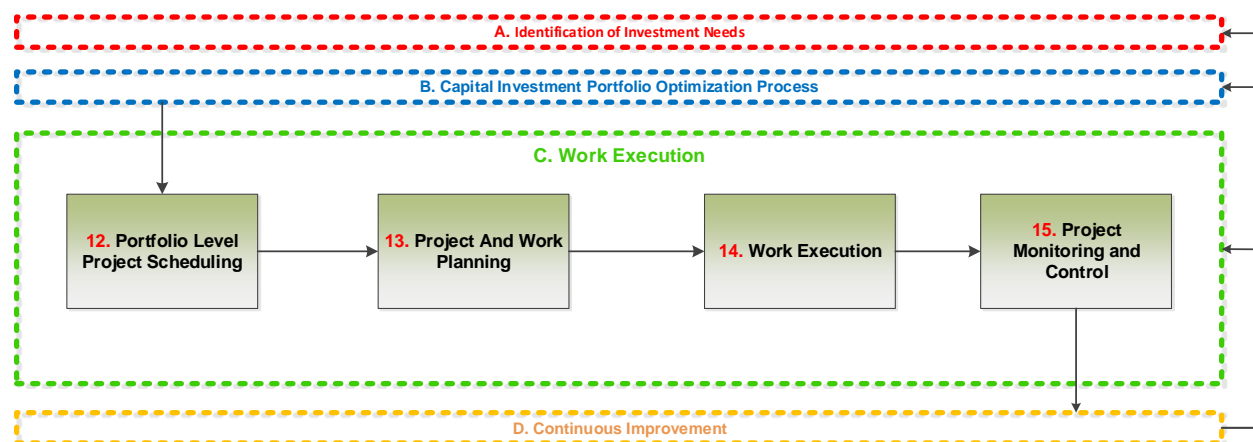 A. Identification of Investment Needs
B. Capital Investment Portfolio Optimization Process
C. Work Execution
12. Portfolio Level
Project Scheduling
13. Project And Work
Planning
14. Work Execution
15. Project
Monitoring and
Control
D. Continuous Improvement